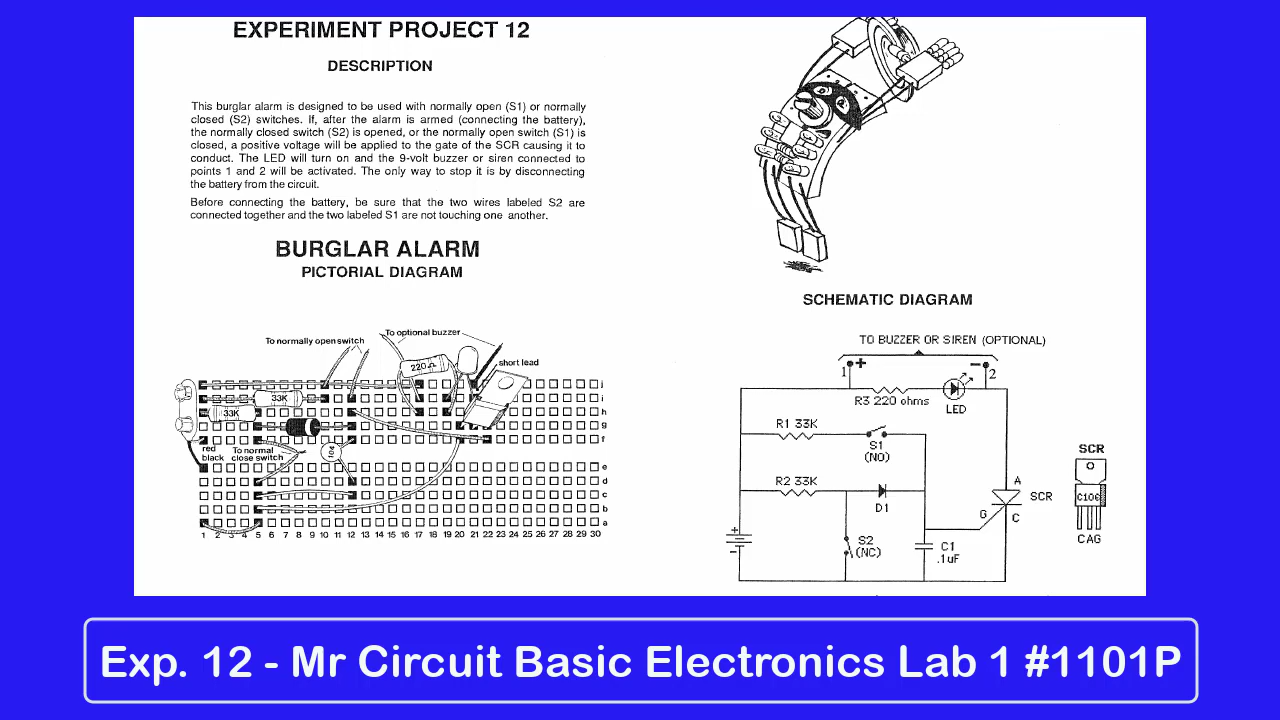 EXPERIMENT PROJECT 12
DESCRIPTION
This burglar alarm is designed to be used with normally open (S1) or normally
closed (S2) switches. If, after the alarm is armed (connecting the battery),
the normally closed switch (S2) is opened, or the normally open switch (S1) is
closed, a positive voltage will be applied to the gate of the SCR causing it to
conduct. The LED will turn on and the 9-volt buzzer or siren connected to
points 1 and 2 will be activated. The only way to stop it is by disconnecting
the battery from the circuit.
Before connecting the battery, be sure that the two wires labeled S2 are
connected together and the two labeled S1 are not touching one another.
BURGLAR ALARM
PICTORIAL DIAGRAM
To normally open switch
To optional buzzer
short lead
220Ω
33K
33K
red
black
To normal
close switch
104
j
i
h
g
f
e
d
c
b
a
1 2 3 4 5 6 7 8 9 10 11 12 13 14 15 16 17 18 19 20 21 22 23 24 25 26 27 28 29 30
SCHEMATIC DIAGRAM
TO BUZZER OR SIREN (OPTIONAL)
1 + − 2
R3 220 ohms
LED
R1 33K
S1
(NO)
R2 33K
D1
S2
(NC)
C1
.1uF
+
−
A
SCR
G
C
SCR
C106
CAG
Exp. 12 - Mr Circuit Basic Electronics Lab 1 #1101P